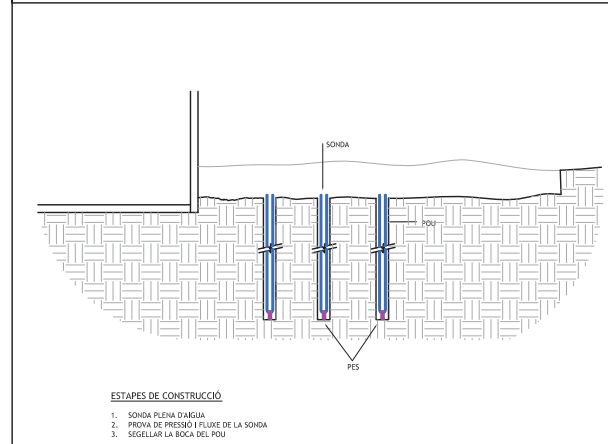 SONDA
POU
PES
ESTAPES DE CONSTRUCCIÓ
1. SONDA PLENA D'AIGUA
2. PROVA DE PRESSIÓ I FLUXE DE LA SONDA
3. SEGELLAR LA BOCA DEL POU